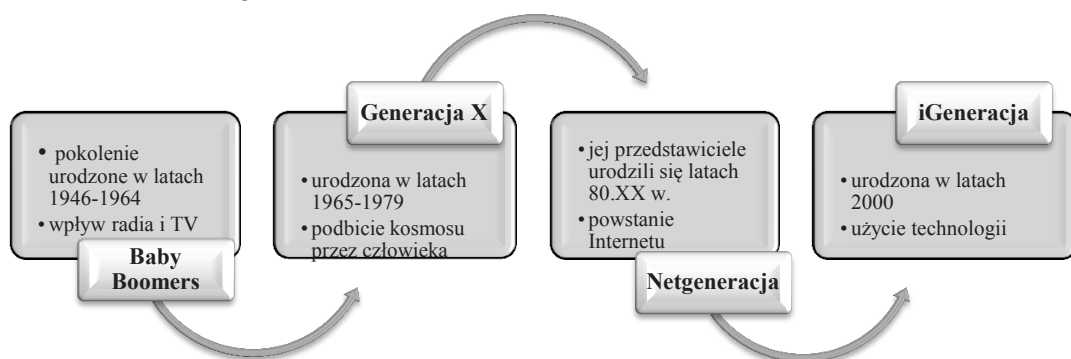 • pokolenie
urodzone w latach
1946-1964
• wpływ radia i TV
Baby
Boomers
Generacja X
• urodzona w latach
1965-1979
• podbicie kosmosu
przez człowieka
• jej przedstawiciele
urodzili się latach
80.XX w.
• powstanie
Internetu
Netgeneracja
iGeneracja
• urodzona w latach
2000
• użycie technologii